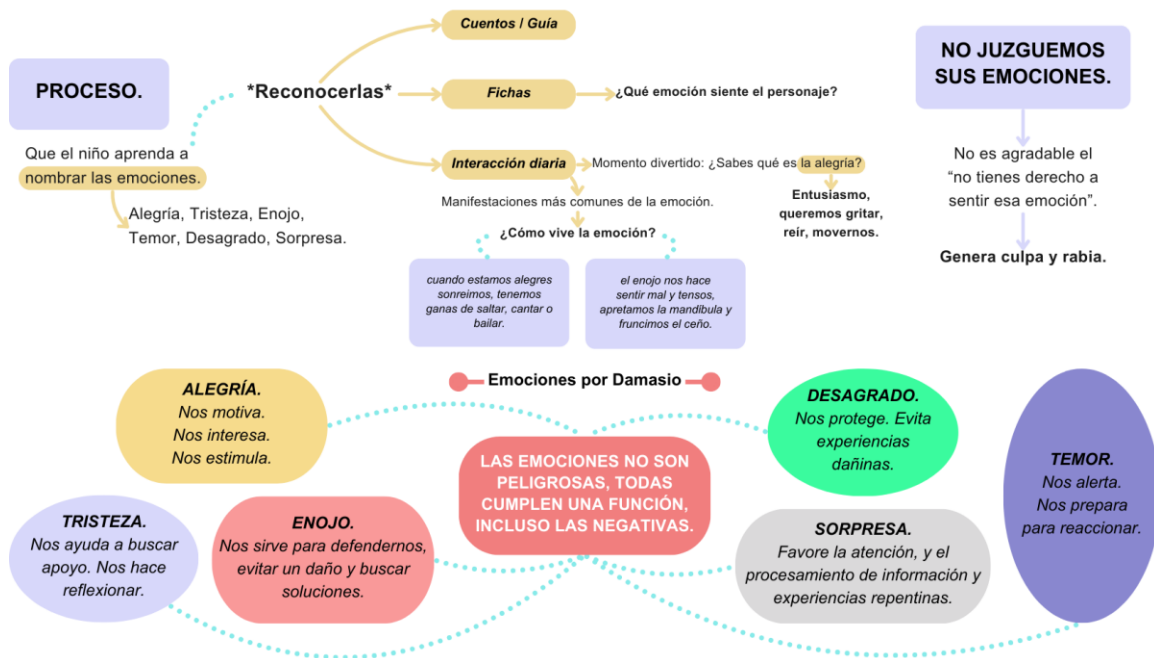 PROCESO.
Que el niño aprenda a
nombrar las emociones.
Alegría, Tristeza, Enojo,
Temor, Desagrado, Sorpresa.
*Reconocerlas*
Cuentos / Guía
Fichas
¿Qué emoción siente el personaje?
Interacción diaria
Momento divertido: ¿Sabes qué es la alegría?
Entusiasmo,
queremos gritar,
reír, movernos.
Manifestaciones más comunes de la emoción.
¿Cómo vive la emoción?
cuando estamos alegres
sonreimos, tenemos
ganas de saltar, cantar o
bailar.
el enojo nos hace
sentir mal y tensos,
apretamos la mandibula y
fruncimos el ceño.
NO JUZGUEMOS
SUS EMOCIONES.
No es agradable el
“no tienes derecho a
sentir esa emoción”.
Genera culpa y rabia.
Emociones por Damasio
ALEGRÍA.
Nos motiva.
Nos interesa.
Nos estimula.
TRISTEZA.
Nos ayuda a buscar
apoyo. Nos hace
reflexionar.
ENOJO.
Nos sirve para defendernos,
evitar un daño y buscar
soluciones.
LAS EMOCIONES NO SON
PELIGROSAS, TODAS
CUMPLEN UNA FUNCIÓN,
INCLUSO LAS NEGATIVAS.
DESAGRADO.
Nos protege. Evita
experiencias
dañinas.
SORPRESA.
Favore la atención, y el
procesamiento de información y
experiencias repentinas.
TEMOR.
Nos alerta.
Nos prepara
para reaccionar.